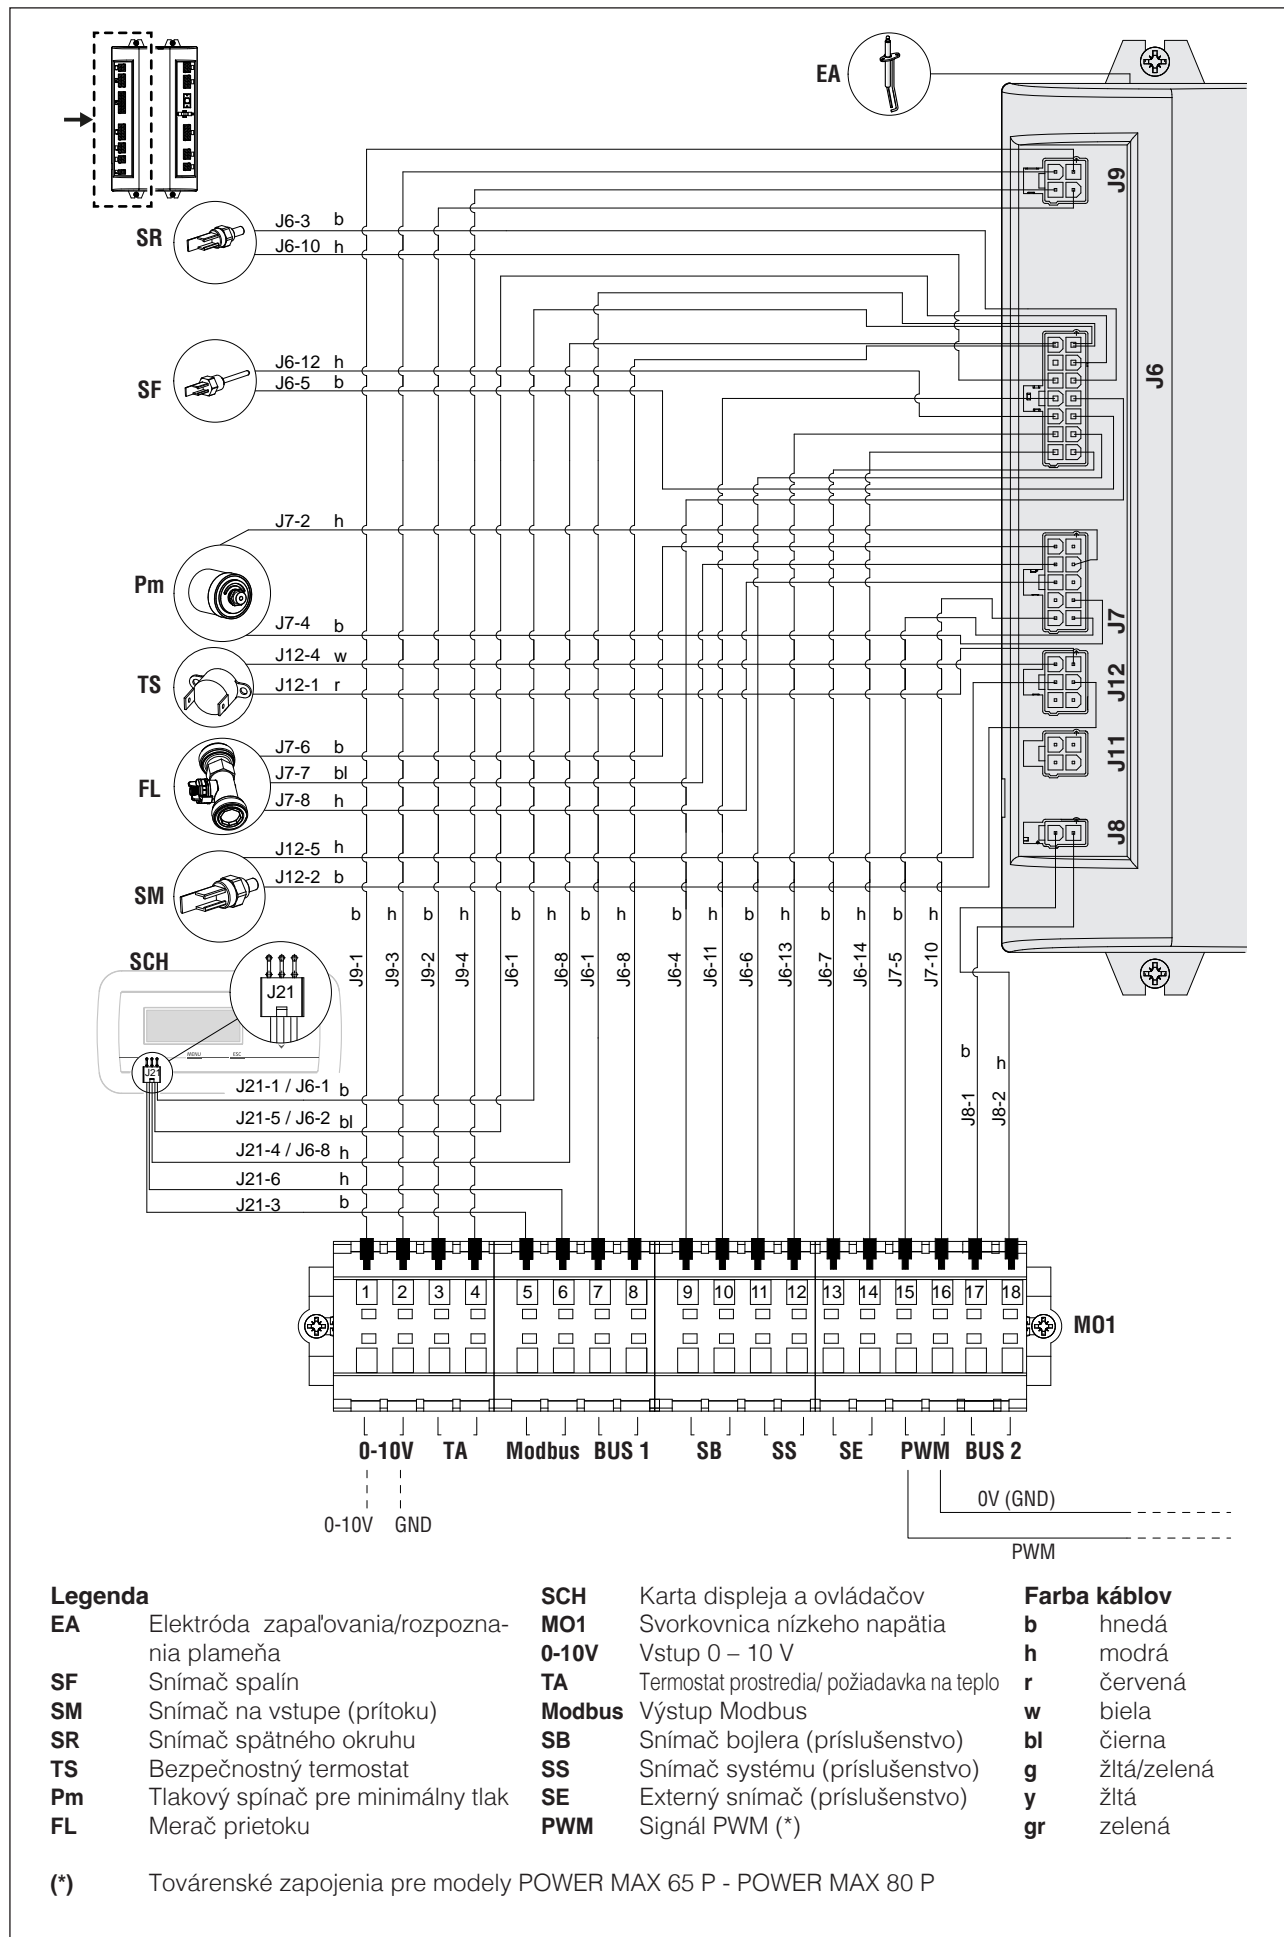 EA
J9
SR
J6-3 b
J6-10 h
J6
SF
J6-12 h
J6-5 b
J7-2 h
Pm
J7-4 b
J7
TS
J12-4 w
J12-1 r
J12
FL
J7-6 b
J7-7 bl
J7-8 h
J11
J8
SM
J12-5 h
J12-2 b
b h b h b h b h b h b h b h b h
J9-1 J9-3 J9-2 J9-4 J6-1 J6-8 J6-1 J6-8 J6-4 J6-11 J6-6 J6-13 J6-7 J6-14 J7-5 J7-10
SCH
J21
MENU ESC
J21
b h
J8-1 J8-2
J21-1 / J6-1 b
J21-5 / J6-2 bl
J21-4 / J6-8 h
J21-6 h
J21-3 b
1 2 3 4 5 6 7 8 9 10 11 12 13 14 15 16 17 18
MO1
0-10V TA Modbus BUS 1 SB SS SE PWM BUS 2
0-10V GND
0V (GND)
PWM
Legenda
EA Elektróda zapaľovania/rozpozna-
nia plameňa
SF Snímač spalín
SM Snímač na vstupe (prítoku)
SR Snímač spätného okruhu
TS Bezpečnostný termostat
Pm Tlakový spínač pre minimálny tlak
FL Merač prietoku
SCH Karta displeja a ovládačov
MO1 Svorkovnica nízkeho napätia
0-10V Vstup 0 – 10 V
TA Termostat prostredia/ požiadavka na teplo
Modbus Výstup Modbus
SB Snímač bojlera (príslušenstvo)
SS Snímač systému (príslušenstvo)
SE Externý snímač (príslušenstvo)
PWM Signál PWM (*)
Farba káblov
b hnedá
h modrá
r červená
w biela
bl čierna
g žltá/zelená
y žltá
gr zelená
(*) Továrenské zapojenia pre modely POWER MAX 65 P - POWER MAX 80 P